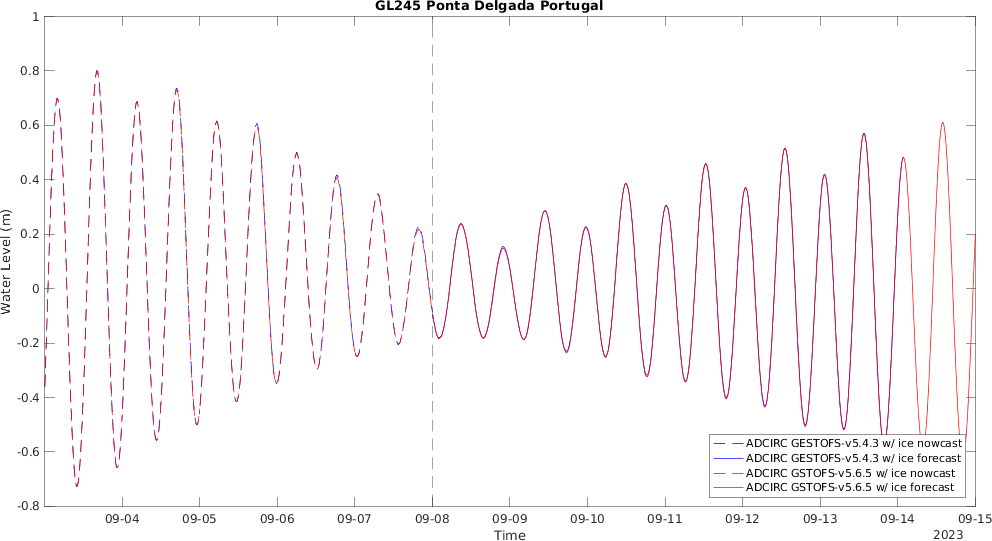 GL245 Ponta Delgada Portugal
1
0.8
0.6
0.4
0.2
0
-0.2
-0.4
-0.6
-0.8
Water Level (m)
ADCIRC GESTOFS-v5.4.3 w/ ice nowcast
ADCIRC GESTOFS-v5.4.3 w/ ice forecast
ADCIRC GSTOFS-v5.6.5 w/ ice nowcast
ADCIRC GSTOFS-v5.6.5 w/ ice forecast
09-04 09-05 09-06 09-07 09-08 09-09 09-10 09-11 09-12 09-13 09-14 09-15
Time
2023